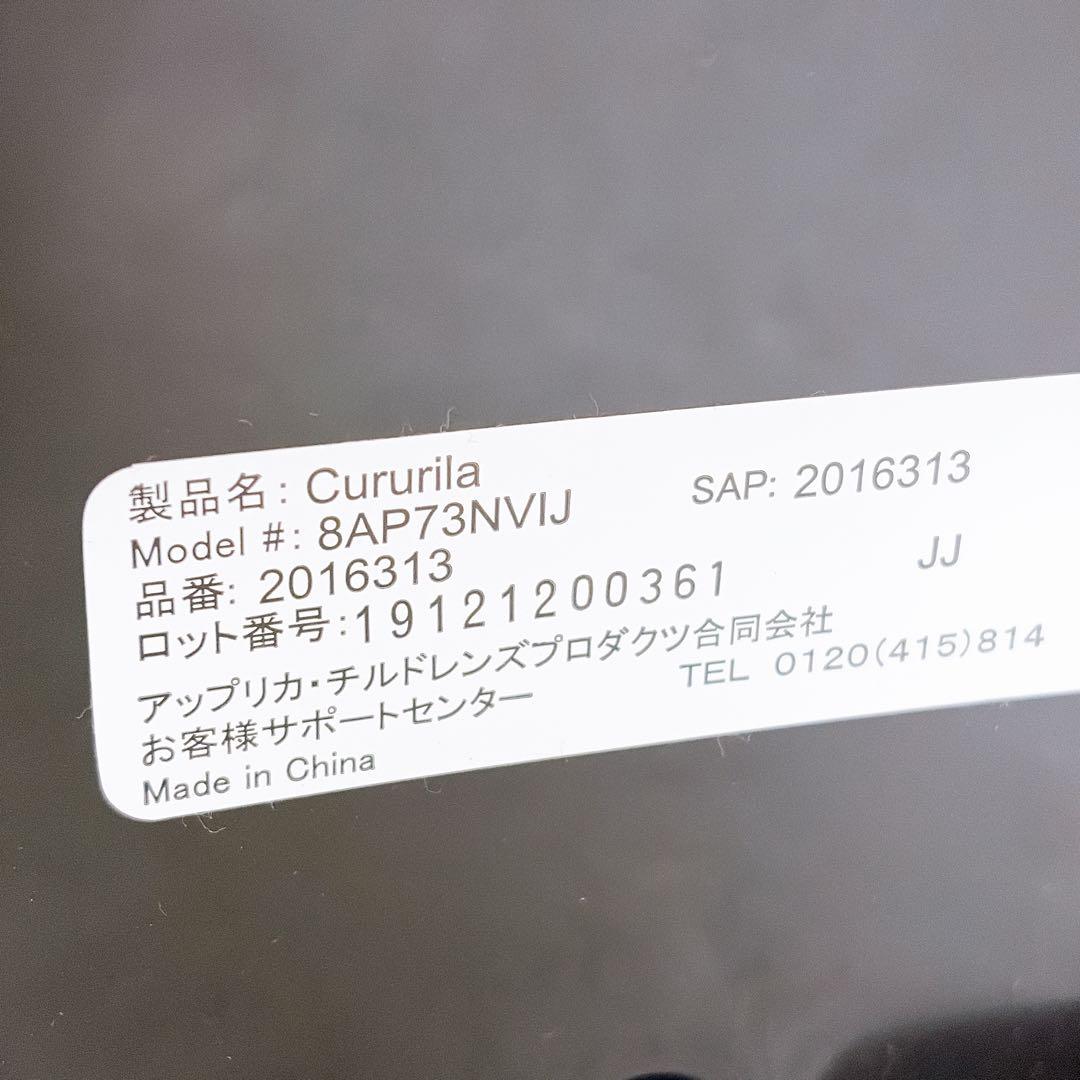 製品名: Cururila
Model #: 8AP73NVIJ SAP: 2016313
品番: 2016313
ロット番号:19121200361 JJ
アップリカ・チルドレンズプロダクツ合同会社
お客様サポートセンター TEL 0120(415)814
Made in China